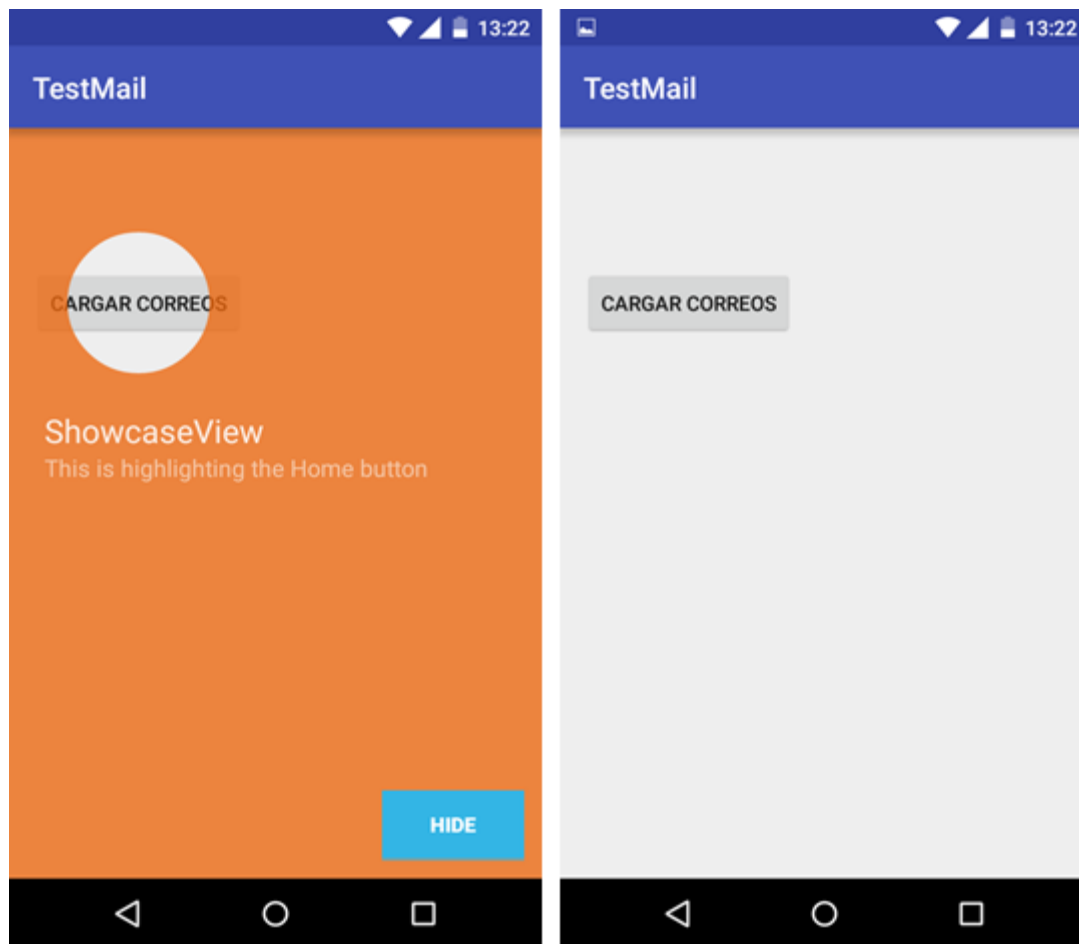 13:22
TestMail
CARGAR CORREOS
ShowcaseView
This is highlighting the Home button
HIDE
13:22
TestMail
CARGAR CORREOS